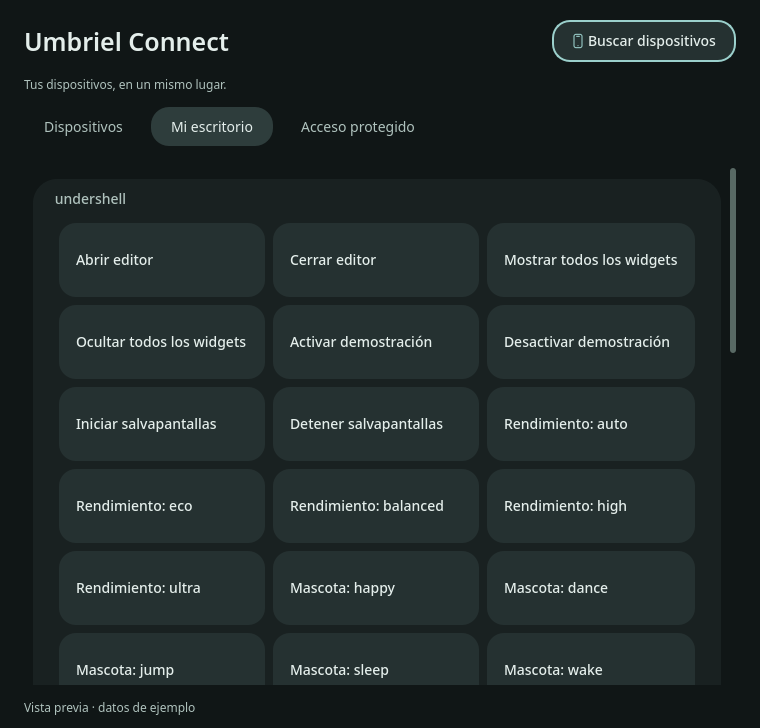 Umbriel Connect
Buscar dispositivos
Tus dispositivos, en un mismo lugar.
Dispositivos
Mi escritorio
Acceso protegido
undershell
Abrir editor
Cerrar editor
Mostrar todos los widgets
Ocultar todos los widgets
Activar demostración
Desactivar demostración
Iniciar salvapantallas
Detener salvapantallas
Rendimiento: auto
Rendimiento: eco
Rendimiento: balanced
Rendimiento: high
Rendimiento: ultra
Mascota: happy
Mascota: dance
Mascota: jump
Mascota: sleep
Mascota: wake
Vista previa · datos de ejemplo